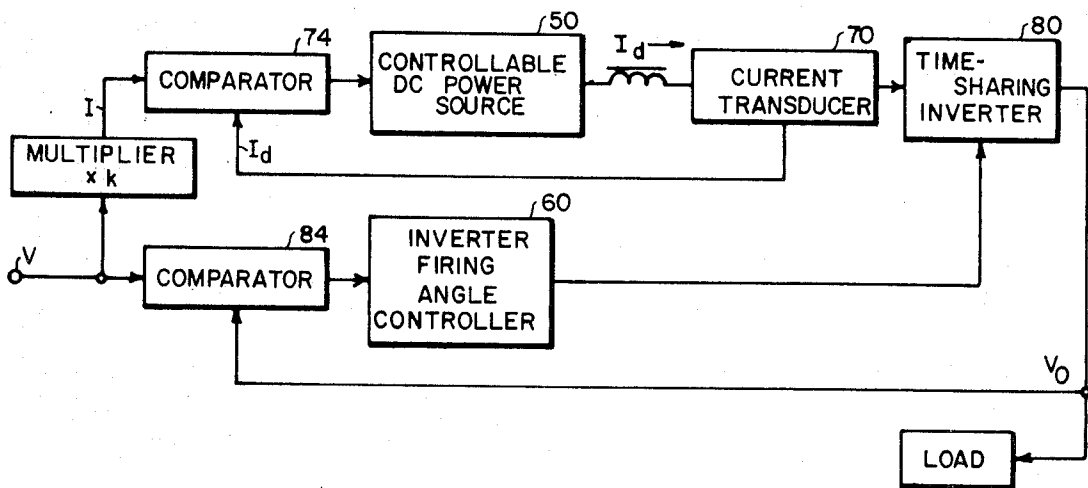 74
COMPARATOR
50
CONTROLLABLE
DC POWER
SOURCE
Id
70
CURRENT
TRANSDUCER
80
TIME-
SHARING
INVERTER
I
Id
MULTIPLIER
x k
V
84
COMPARATOR
60
INVERTER
FIRING
ANGLE
CONTROLLER
VO
LOAD